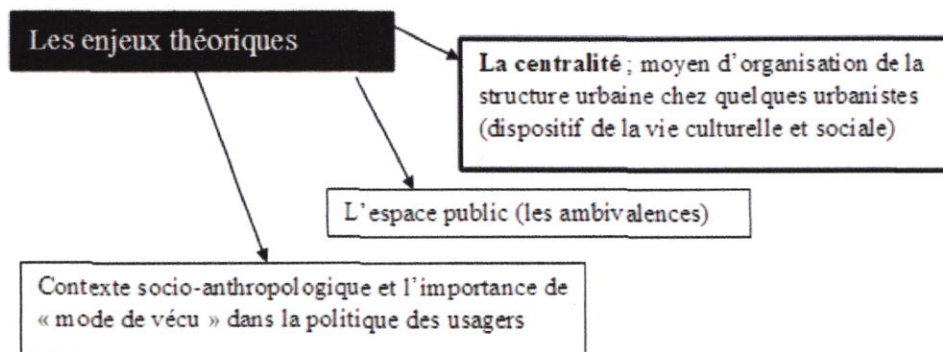 Les enjeux théoriques
La centralité ; moyen d'organisation de la
structure urbaine chez quelques urbanistes
(dispositif de la vie culturelle et sociale)
L'espace public (les ambivalences)
Contexte socio-anthropologique et l'importance de
« mode de vécu » dans la politique des usagers